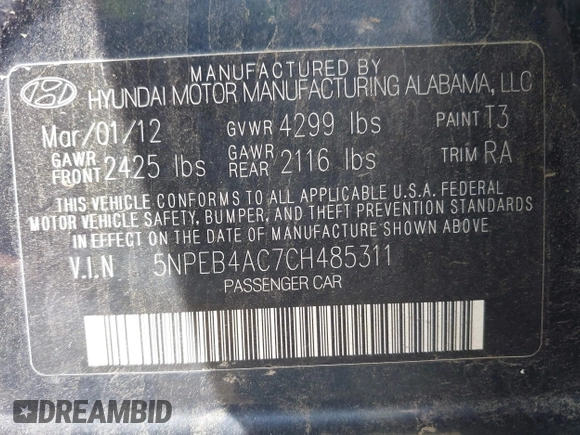 MANUFACTURED BY
HYUNDAI MOTOR MANUFACTURING ALABAMA, LLC
Mar/01/12 GVWR 4299 lbs PAINT T3
GAWR FRONT 2425 lbs GAWR REAR 2116 lbs TRIM RA
THIS VEHICLE CONFORMS TO ALL APPLICABLE U.S.A. FEDERAL
MOTOR VEHICLE SAFETY, BUMPER, AND THEFT PREVENTION STANDARDS
IN EFFECT ON THE DATE OF MANUFACTURE SHOWN ABOVE
V.I.N 5NPEB4AC7CH485311
PASSENGER CAR
DREAMBID